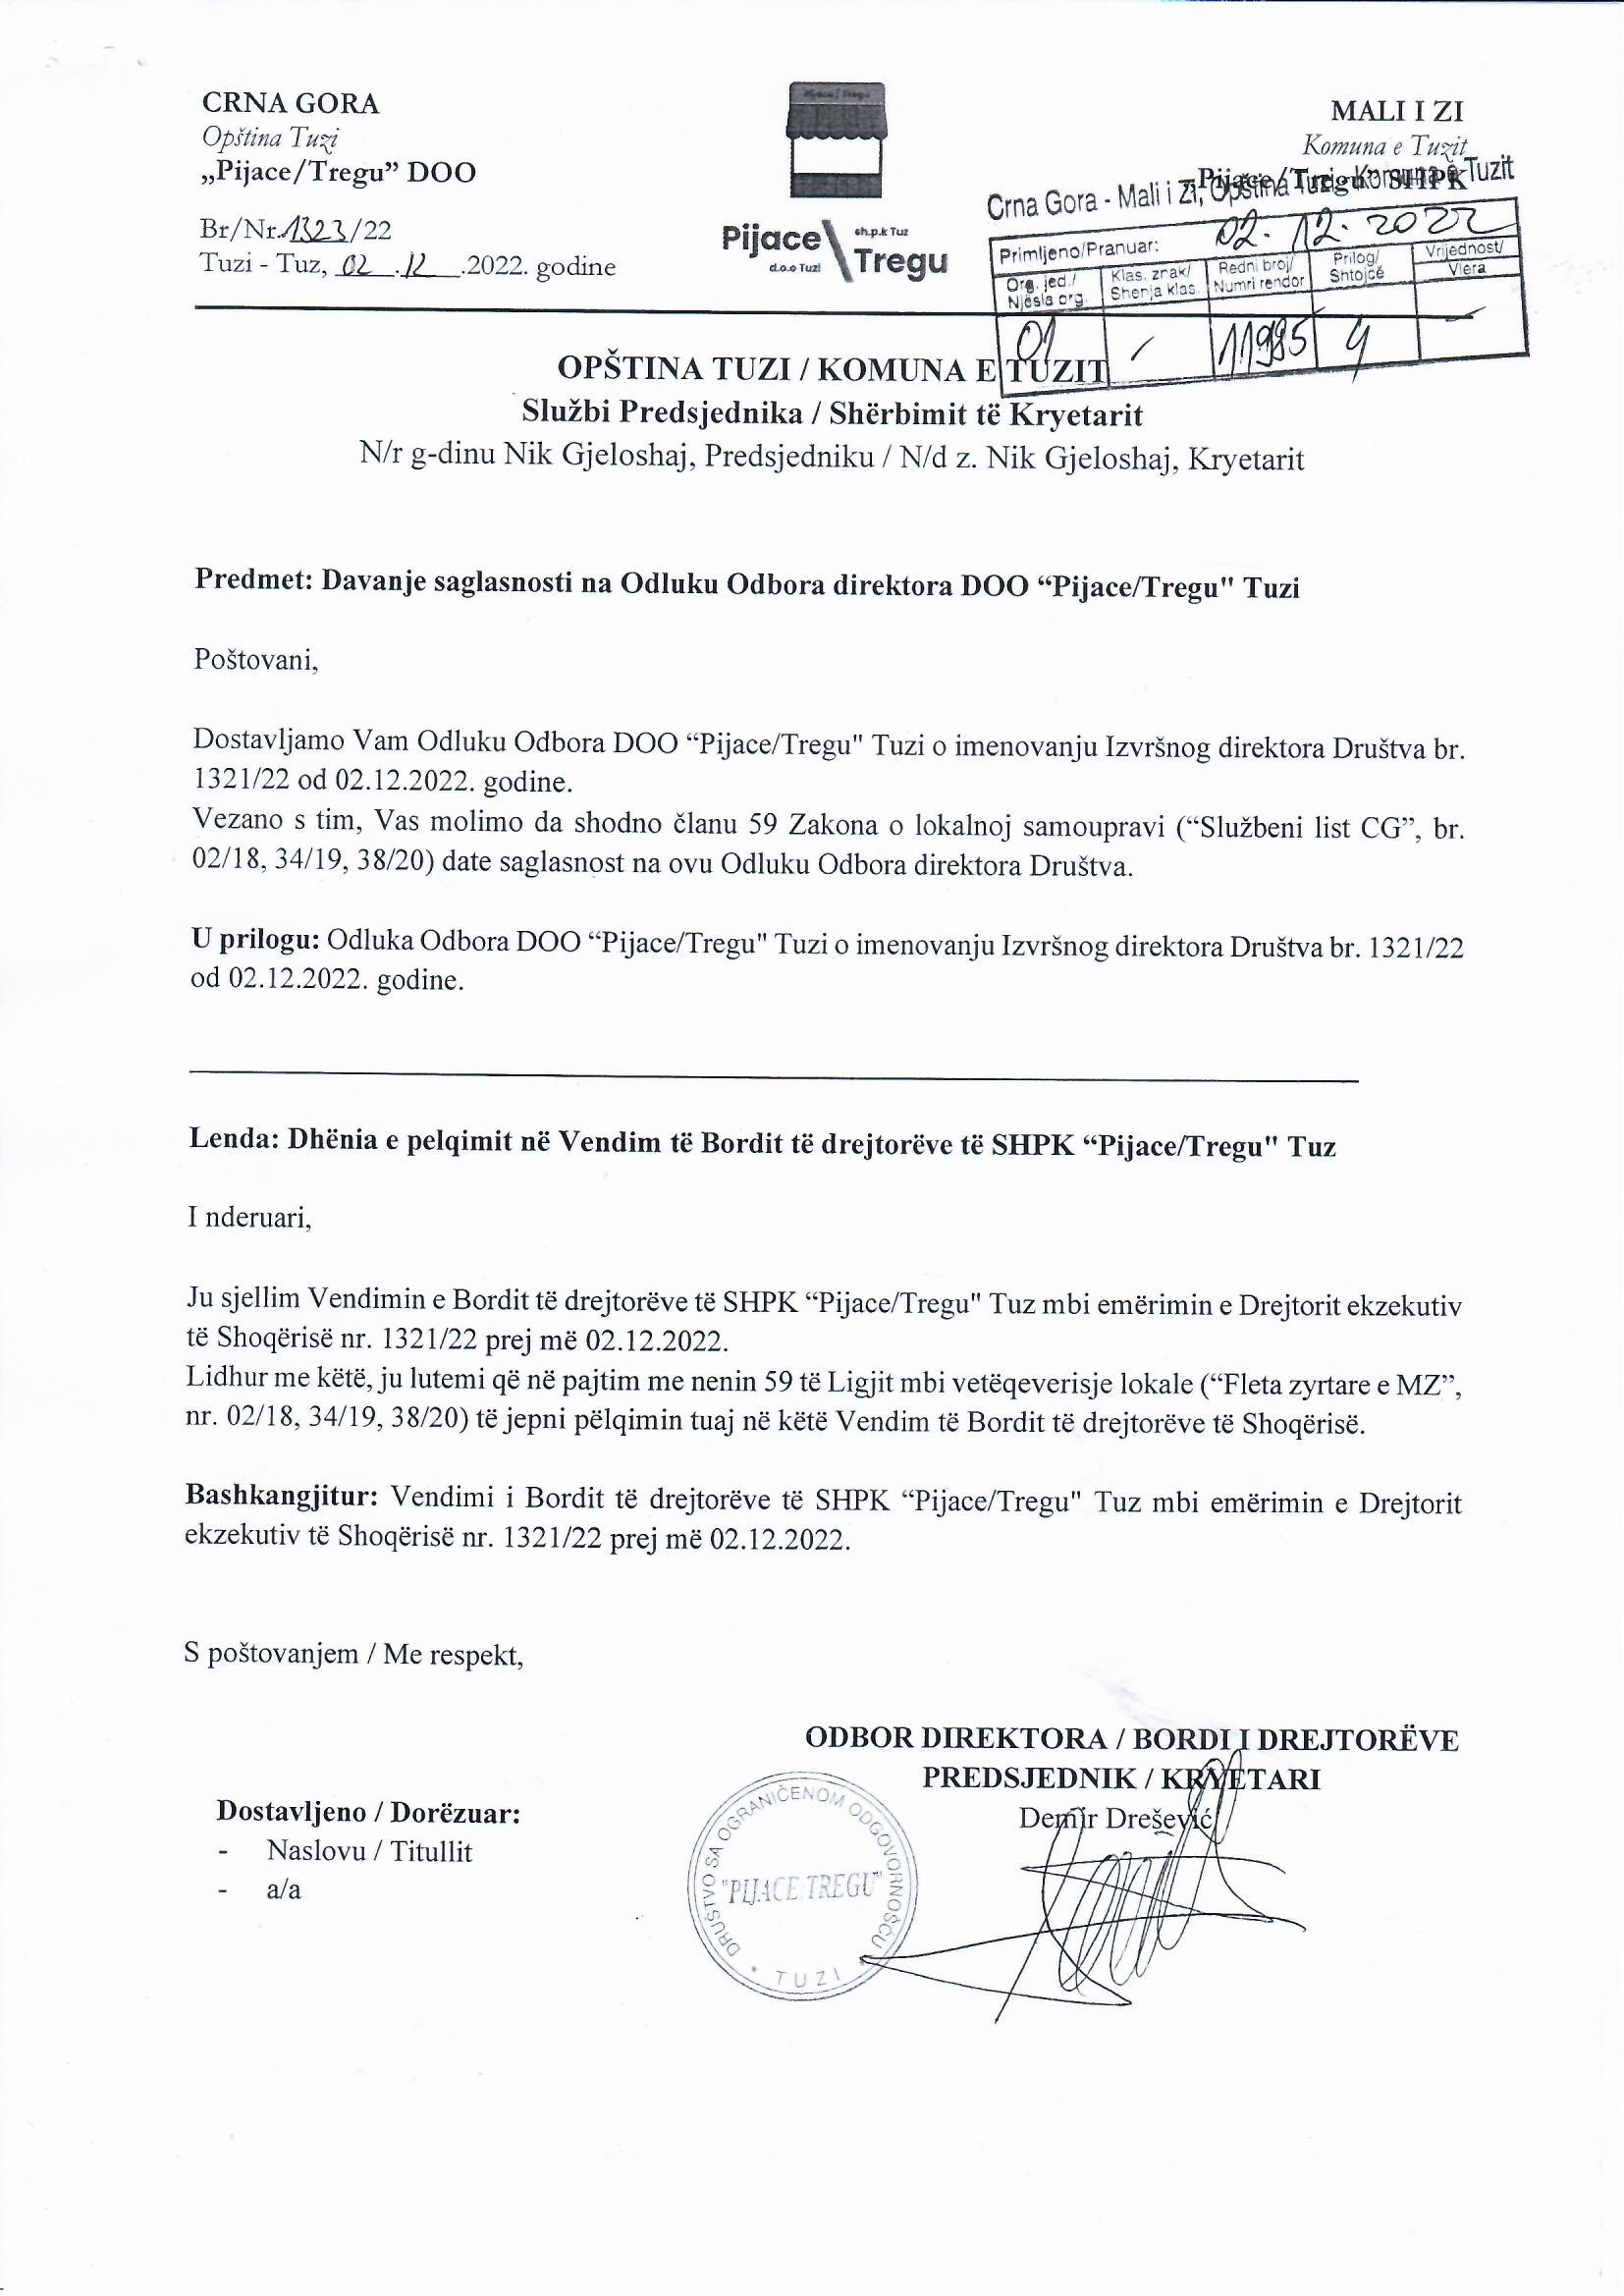 CRNA GORA
Opština Tuzi
„Pijace/Tregu” DOO
Br/Nr.1323/22
Tuzi - Tuz, 02.12.2022. godine
Pijace sh.p.k Tuz
d.o.o Tuzi Tregu
MALI I ZI
Komuna e Tuzit
„Pijace/Tregu” SHPK
Crna Gora - Mali i Zi, Opština Tuzi - Komuna e Tuzit
Primljeno/Pranuar: 02.12.2022
Org. jed./ Klas. znak/ Redni broj/ Prilog/ Vrijednost/
Njësia org. Shenja klas. Numri rendor Shtojcë Vlera
01 / 11985 4 /
OPŠTINA TUZI / KOMUNA E TUZIT
Službi Predsjednika / Shërbimit të Kryetarit
N/r g-dinu Nik Gjeloshaj, Predsjedniku / N/d z. Nik Gjeloshaj, Kryetarit
Predmet: Davanje saglasnosti na Odluku Odbora direktora DOO “Pijace/Tregu" Tuzi
Poštovani,
Dostavljamo Vam Odluku Odbora DOO “Pijace/Tregu" Tuzi o imenovanju Izvršnog direktora Društva br.
1321/22 od 02.12.2022. godine.
Vezano s tim, Vas molimo da shodno članu 59 Zakona o lokalnoj samoupravi (“Službeni list CG”, br.
02/18, 34/19, 38/20) date saglasnost na ovu Odluku Odbora direktora Društva.
U prilogu: Odluka Odbora DOO “Pijace/Tregu" Tuzi o imenovanju Izvršnog direktora Društva br. 1321/22
od 02.12.2022. godine.
Lenda: Dhënia e pelqimit në Vendim të Bordit të drejtorëve të SHPK “Pijace/Tregu" Tuz
I nderuari,
Ju sjellim Vendimin e Bordit të drejtorëve të SHPK “Pijace/Tregu" Tuz mbi emërimin e Drejtorit ekzekutiv
të Shoqërisë nr. 1321/22 prej më 02.12.2022.
Lidhur me këtë, ju lutemi që në pajtim me nenin 59 të Ligjit mbi vetëqeverisje lokale (“Fleta zyrtare e MZ”,
nr. 02/18, 34/19, 38/20) të jepni pëlqimin tuaj në këtë Vendim të Bordit të drejtorëve të Shoqërisë.
Bashkangjitur: Vendimi i Bordit të drejtorëve të SHPK “Pijace/Tregu" Tuz mbi emërimin e Drejtorit
ekzekutiv të Shoqërisë nr. 1321/22 prej më 02.12.2022.
S poštovanjem / Me respekt,
ODBOR DIREKTORA / BORDI I DREJTORËVE
PREDSJEDNIK / KRYETARI
Demir Drešević
Dostavljeno / Dorëzuar:
- Naslovu / Titullit
- a/a
DRUŠTVO SA OGRANIČENOM ODGOVORNOŠĆU
"PIJACE TREGU"
* TUZI *